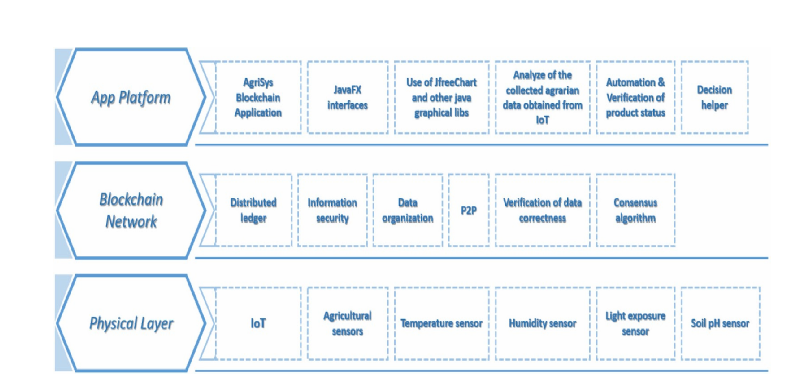 App Platform
AgriSys
Blockchain
Application
JavaFX
interfaces
Use of JfreeChart
and other java
graphical libs
Analyze of the
collected agrarian
data obtained from
IoT
Automation &
Verification of
product status
Decision
helper
Blockchain
Network
Distributed
ledger
Information
security
Data
organization
P2P
Verification of data
correctness
Consensus
algorithm
Physical Layer
IoT
Agricultural
sensors
Temperature sensor
Humidity sensor
Light exposure
sensor
Soil pH sensor